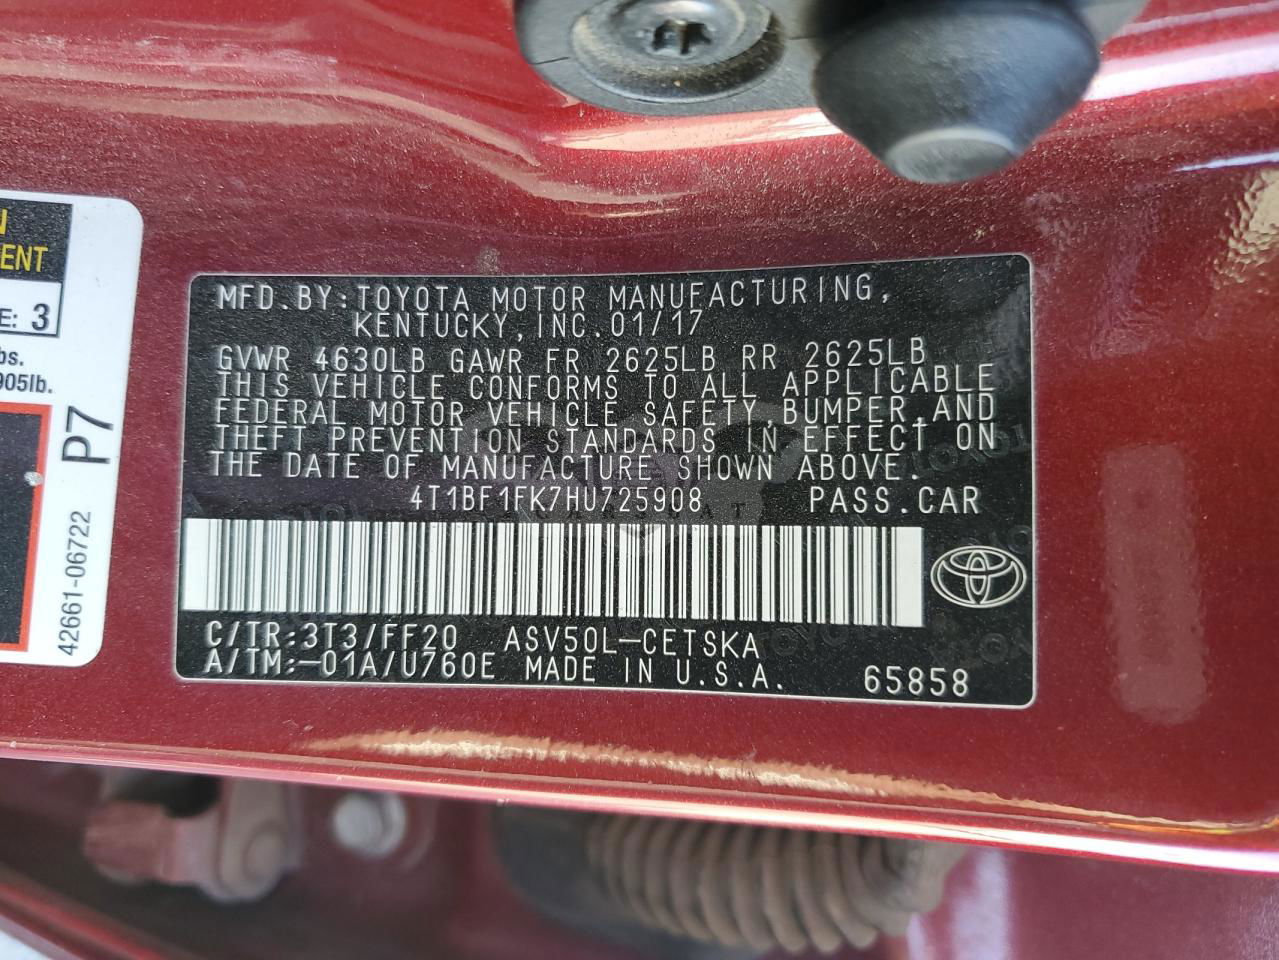 N
ENT
E: 3
bs.
905lb.
P7
42661-06722
MFD.BY:TOYOTA MOTOR MANUFACTURING,
KENTUCKY,INC.01/17
GVWR 4630LB GAWR FR 2625LB RR 2625LB
THIS VEHICLE CONFORMS TO ALL APPLICABLE
FEDERAL MOTOR VEHICLE SAFETY,BUMPER,AND
THEFT PREVENTION STANDARDS IN EFFECT ON
THE DATE OF MANUFACTURE SHOWN ABOVE.
4T1BF1FK7HU725908 PASS.CAR
C/TR:3T3/FF20 ASV50L-CETSKA
A/TM:-01A/U760E MADE IN U.S.A. 65858